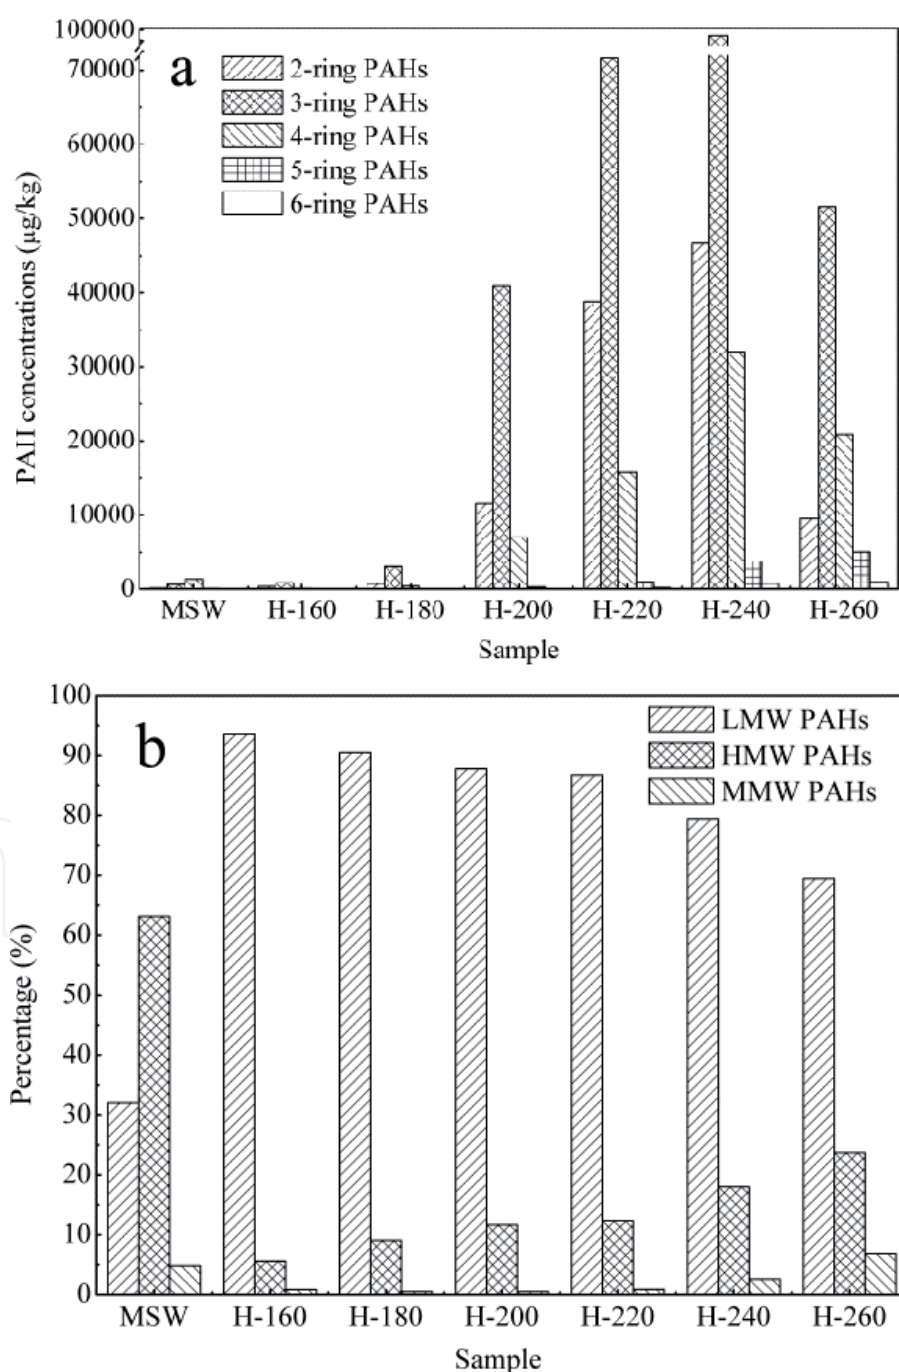 100000
70000
60000
50000
40000
30000
20000
10000
0
PAH concentrations (µg/kg)
a
2-ring PAHs
3-ring PAHs
4-ring PAHs
5-ring PAHs
6-ring PAHs
MSW H-160 H-180 H-200 H-220 H-240 H-260
Sample
100
90
80
70
60
50
40
30
20
10
0
Percentage (%)
b
LMW PAHs
HMW PAHs
MMW PAHs
MSW H-160 H-180 H-200 H-220 H-240 H-260
Sample